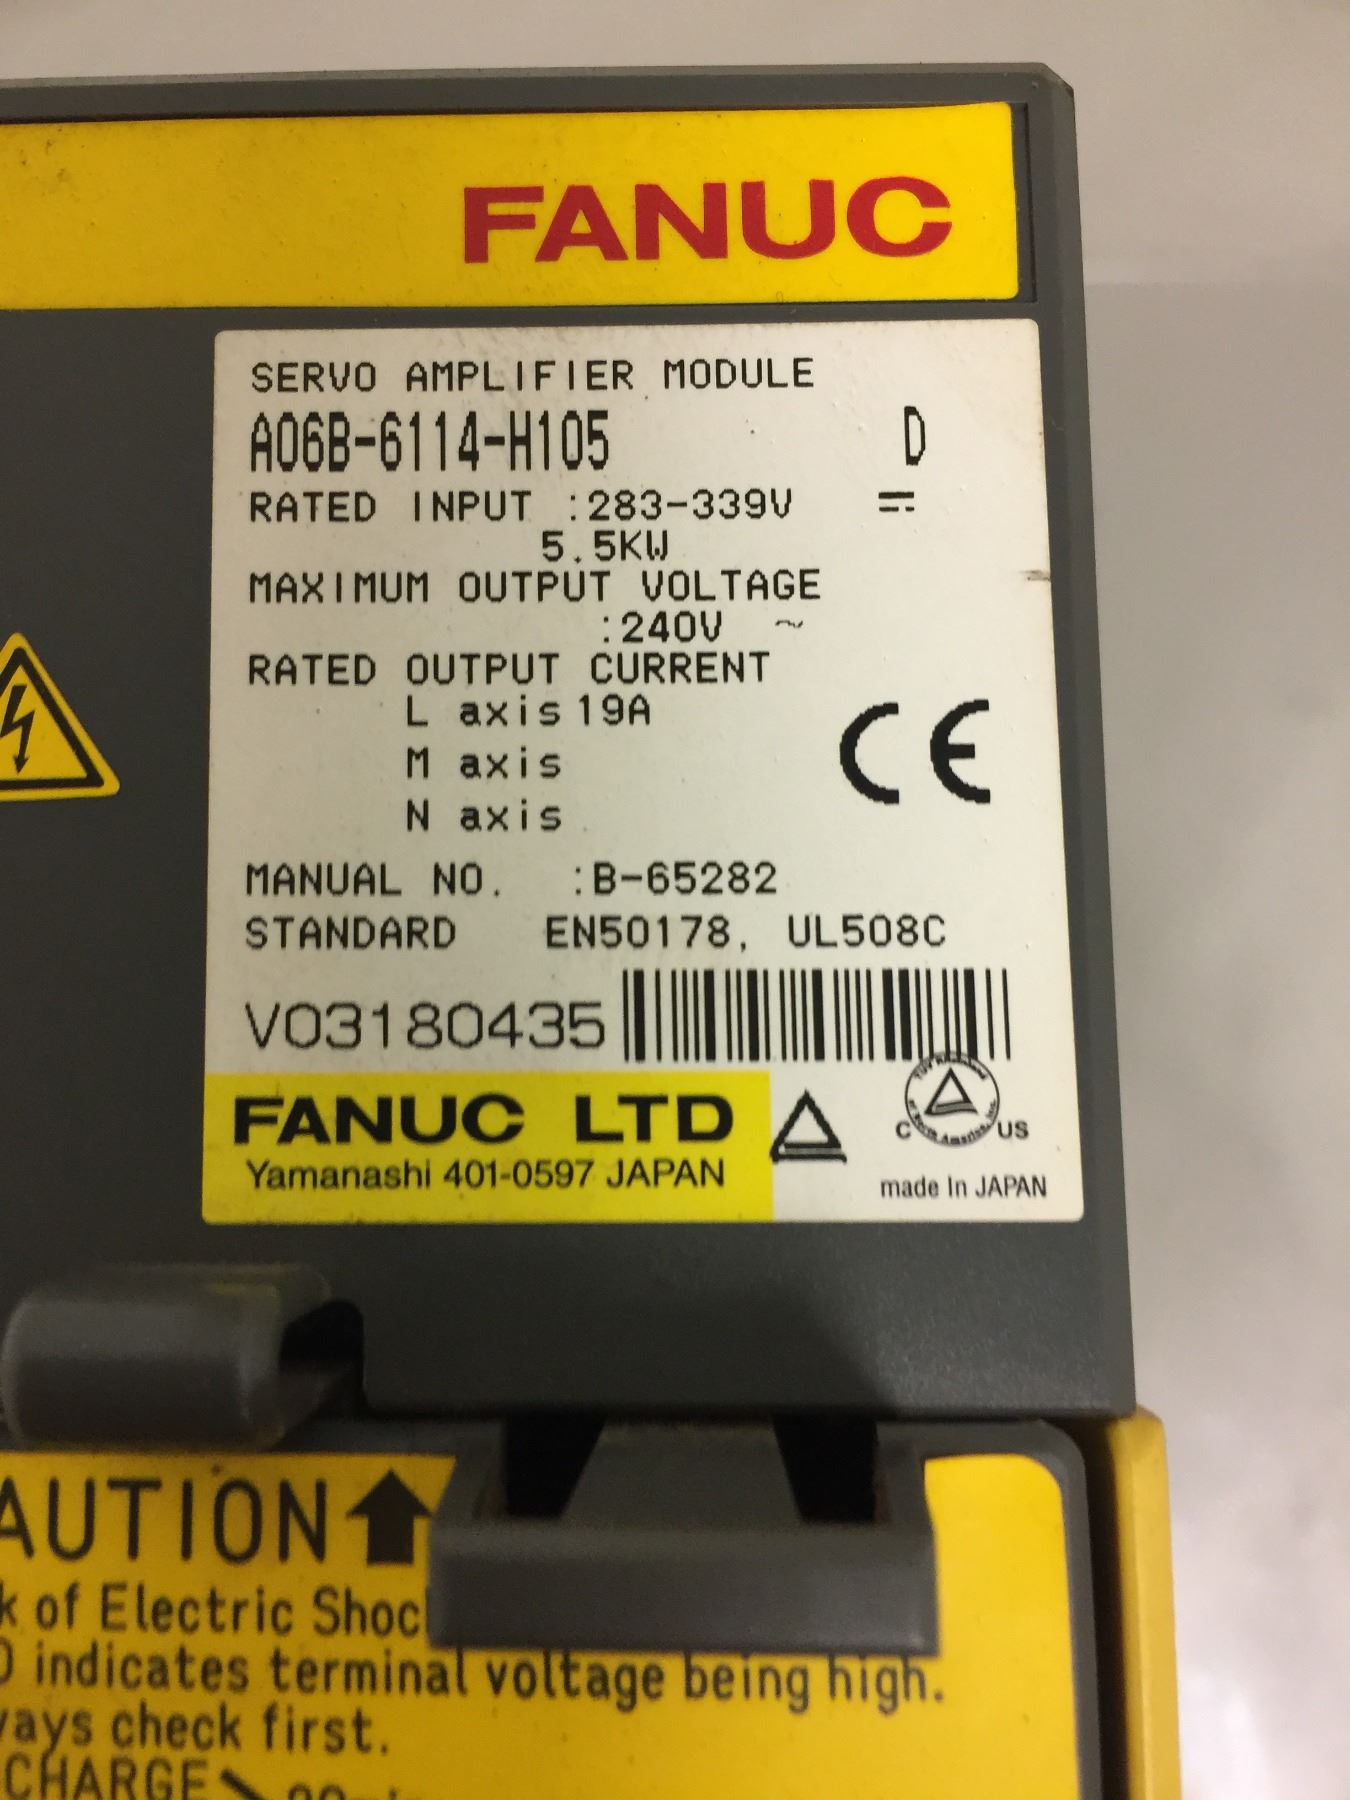 FANUC
SERVO AMPLIFIER MODULE
A06B-6114-H105 D
RATED INPUT :283-339V ⎓
5.5KW
MAXIMUM OUTPUT VOLTAGE
:240V ~
RATED OUTPUT CURRENT
L axis 19A
M axis
N axis
CE
MANUAL NO. :B-65282
STANDARD EN50178, UL508C
V03180435
FANUC LTD
Yamanashi 401-0597 JAPAN
C US
made In JAPAN
AUTION
k of Electric Shoc
D indicates terminal voltage being high.
ways check first.
CHARGE